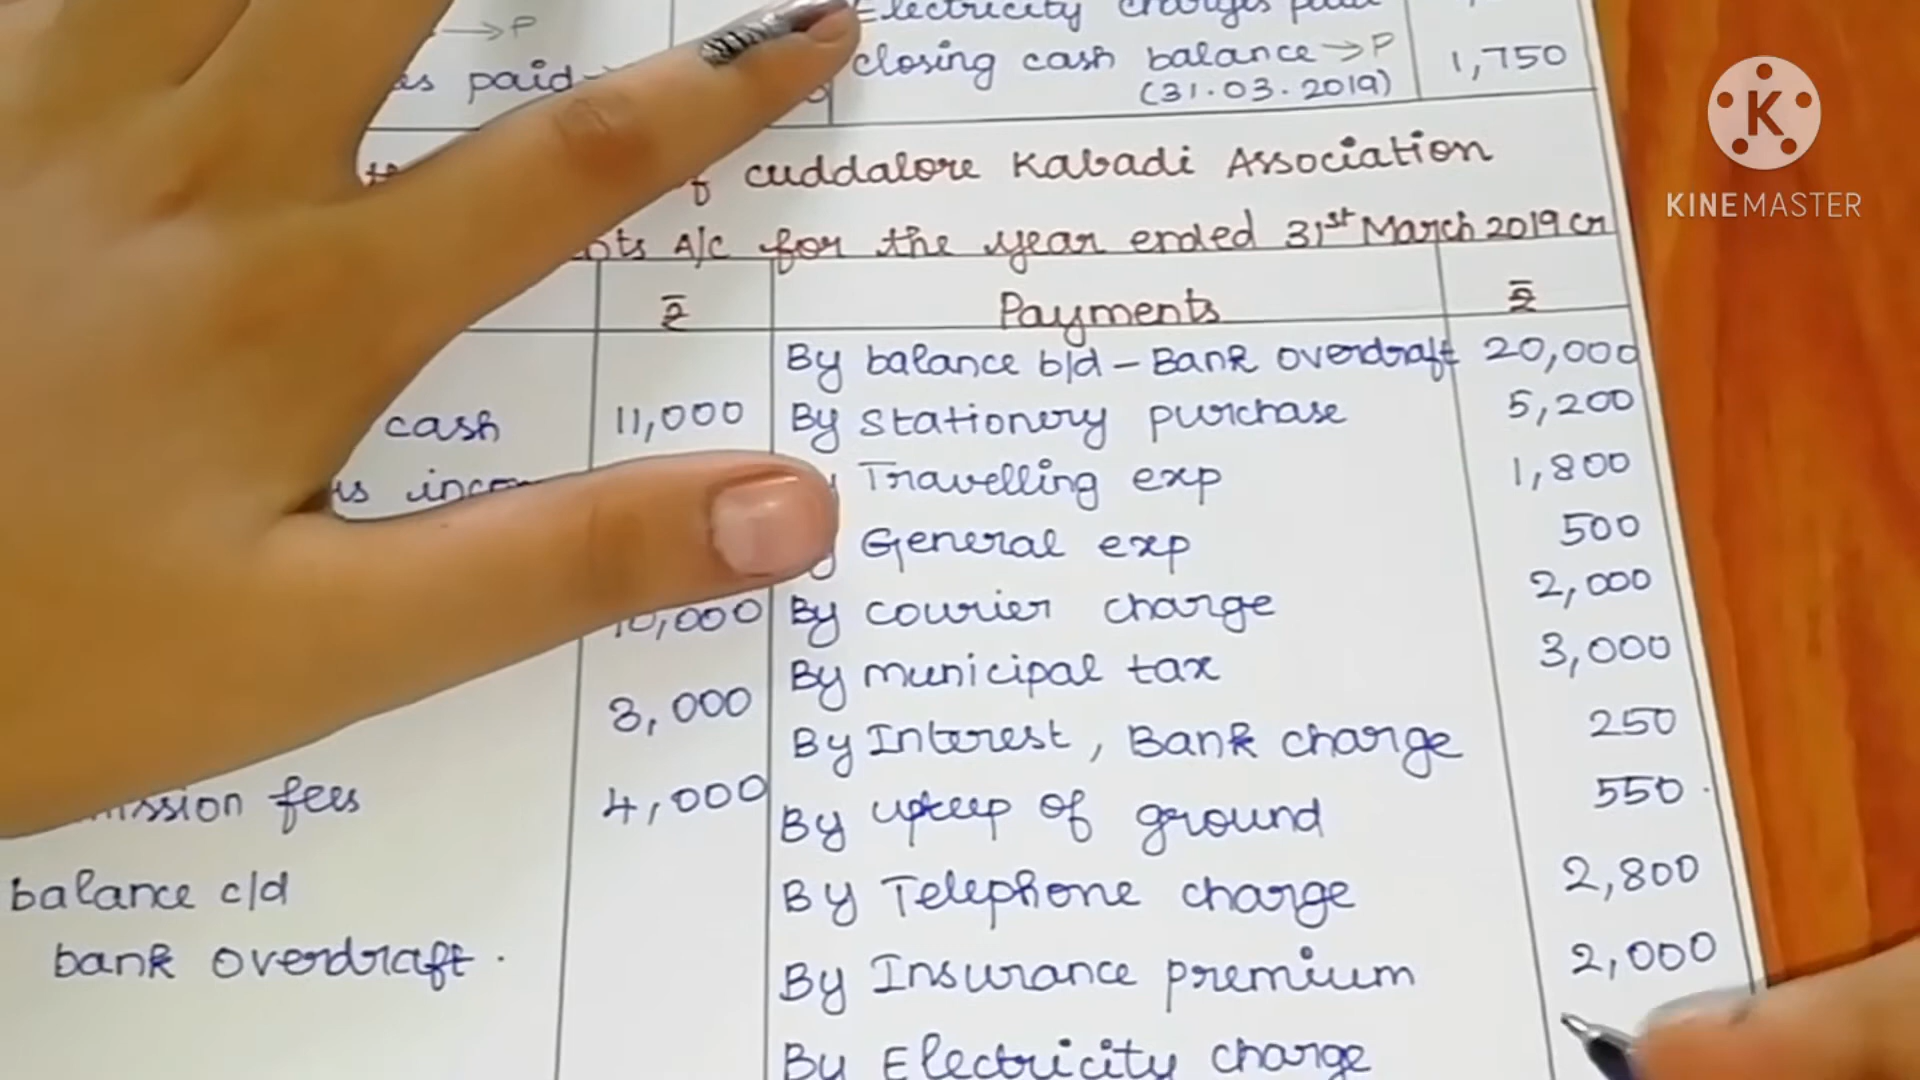 →P
Electricity charges paid
paid
closing cash balance →P 1,750
(31.03.2019)
of cuddalore Kabadi Association
A/c for the year ended 31st March 2019 Cr
₹ Payments ₹
By balance b/d - Bank overdraft 20,000
cash 11,000 By Stationery purchase 5,200
Travelling exp 1,800
General exp 500
10,000 By courier charge 2,000
By municipal tax 3,000
3,000 By Interest, Bank charge 250
fees 4,000 By upkeep of ground 550
balance c/d By Telephone charge 2,800
bank overdraft. By Insurance premium 2,000
By Electricity charge
K
KINEMASTER